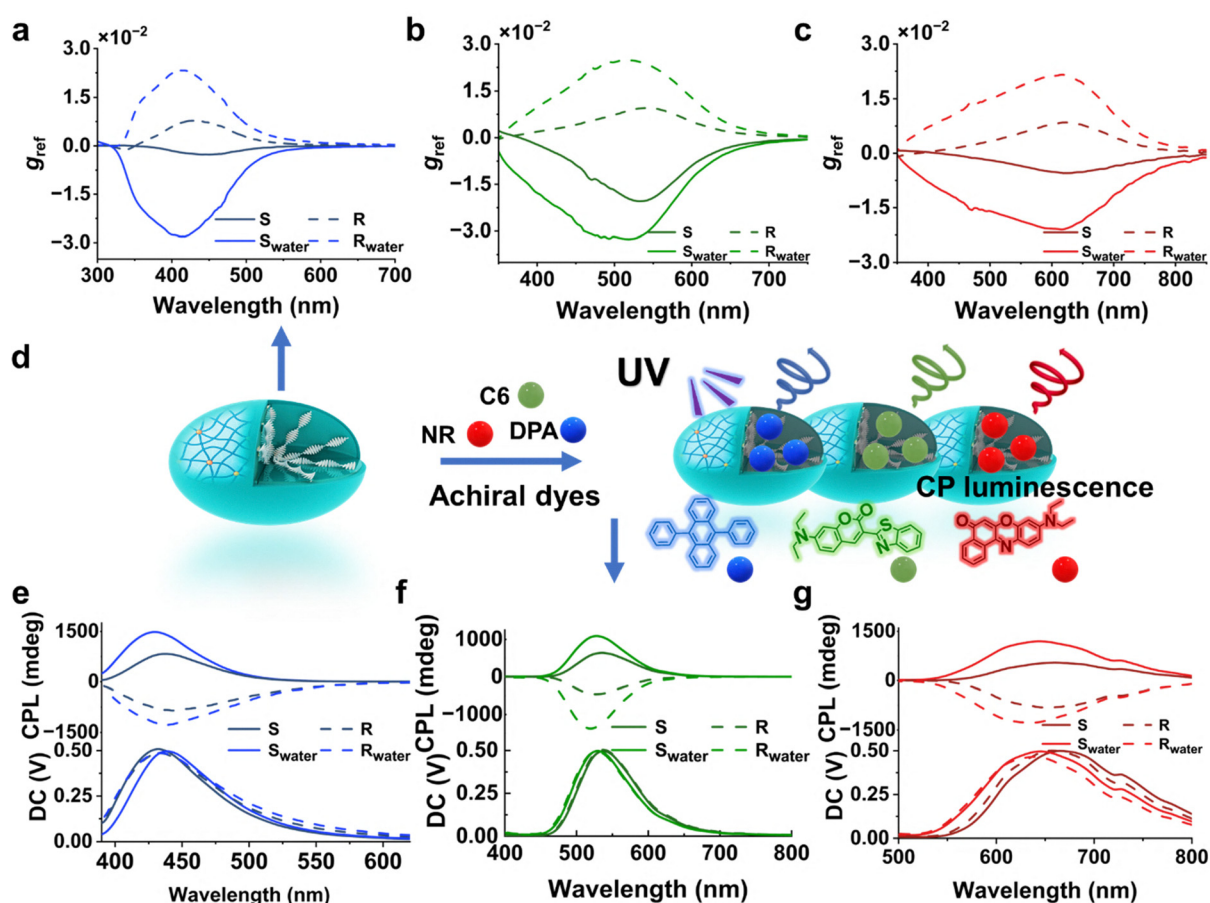 a
×10⁻²
3.0
1.5
0.0
−1.5
−3.0
g_ref
S
R
S_water
R_water
300 400 500 600 700
Wavelength (nm)
b
×10⁻²
3.0
1.5
0.0
−1.5
−3.0
S
R
S_water
R_water
400 500 600 700
Wavelength (nm)
c
×10⁻²
3.0
1.5
0.0
−1.5
−3.0
S
R
S_water
R_water
400 500 600 700 800
Wavelength (nm)
d
C6
NR
DPA
Achiral dyes
UV
CP luminescence
O
O
N
S
N
O
O
N
N
e
CPL (mdeg)
1500
0
−1500
S
R
S_water
R_water
DC (V)
0.50
0.25
0.00
400 450 500 550 600
Wavelength (nm)
f
CPL (mdeg)
1000
0
−1000
S
R
S_water
R_water
DC (V)
0.50
0.25
0.00
400 500 600 700 800
Wavelength (nm)
g
CPL (mdeg)
1500
0
−1500
S
R
S_water
R_water
DC (V)
0.50
0.25
0.00
500 600 700 800
Wavelength (nm)